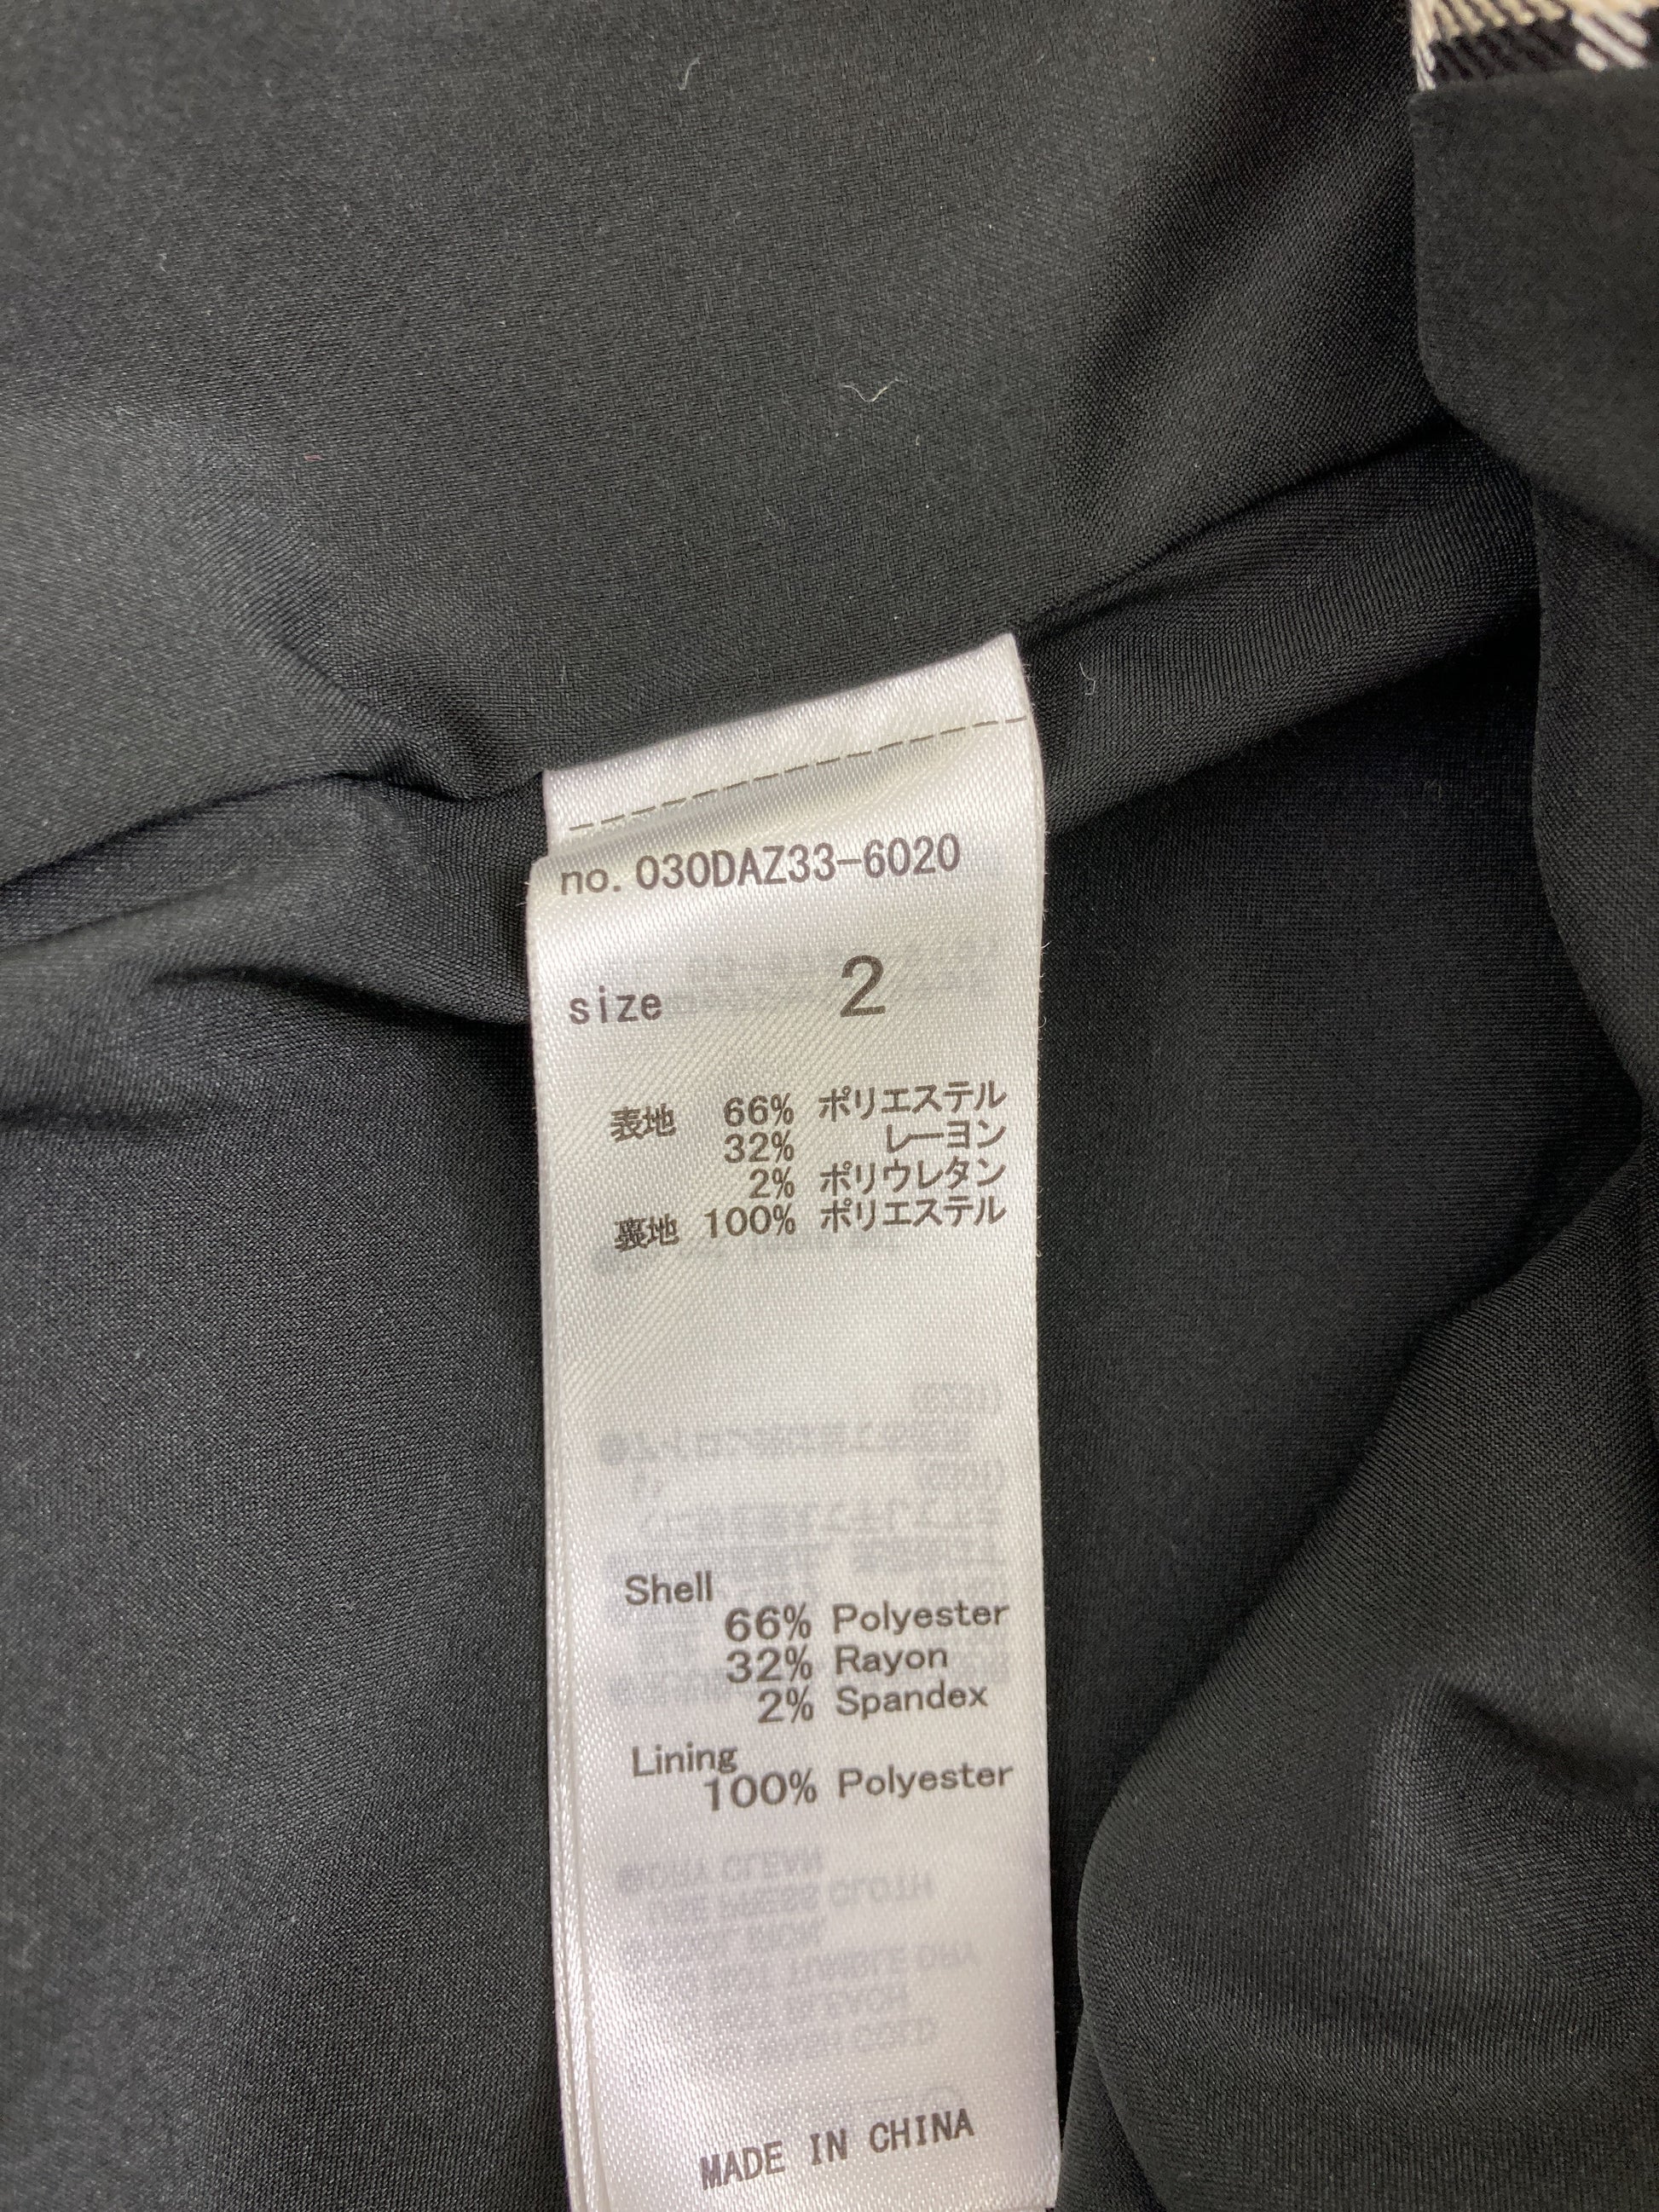 no. 030DAZ33-6020
size 2
表地 66% ポリエステル
32% レーヨン
2% ポリウレタン
裏地 100% ポリエステル
Shell
66% Polyester
32% Rayon
2% Spandex
Lining
100% Polyester
MADE IN CHINA